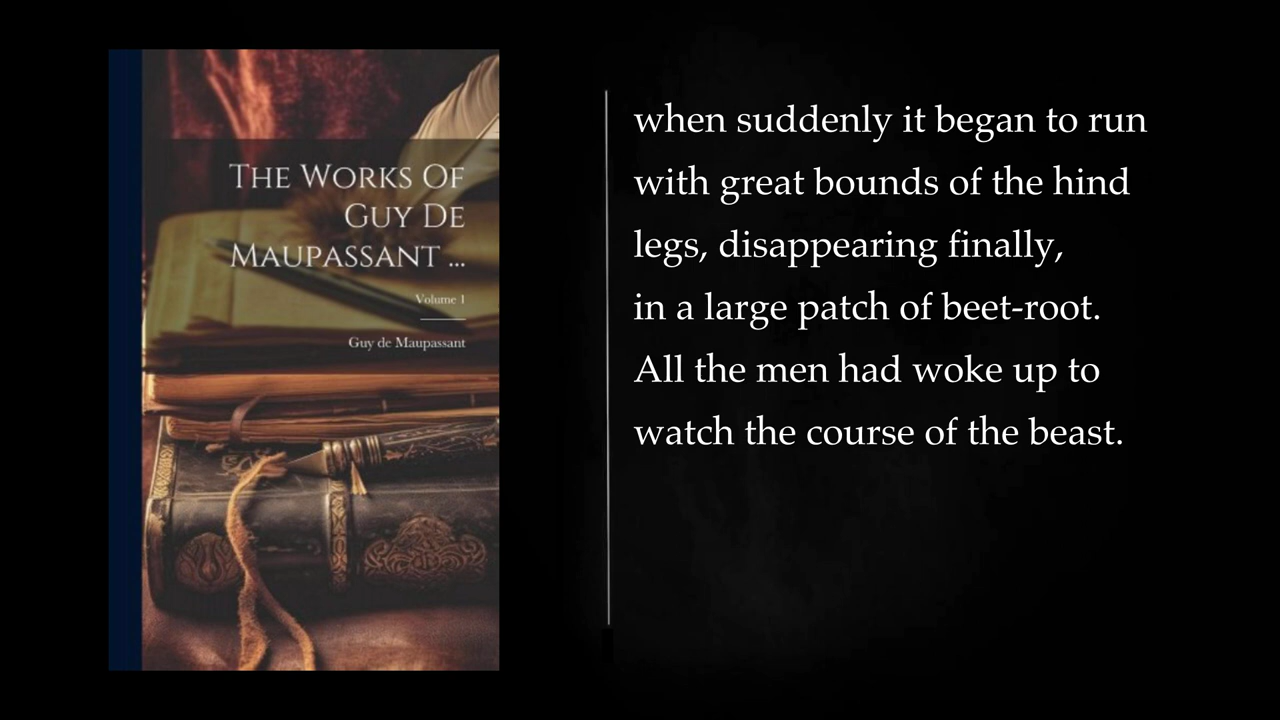 The Works Of
Guy De
Maupassant ...
Volume 1
Guy de Maupassant
when suddenly it began to run
with great bounds of the hind
legs, disappearing finally,
in a large patch of beet-root.
All the men had woke up to
watch the course of the beast.